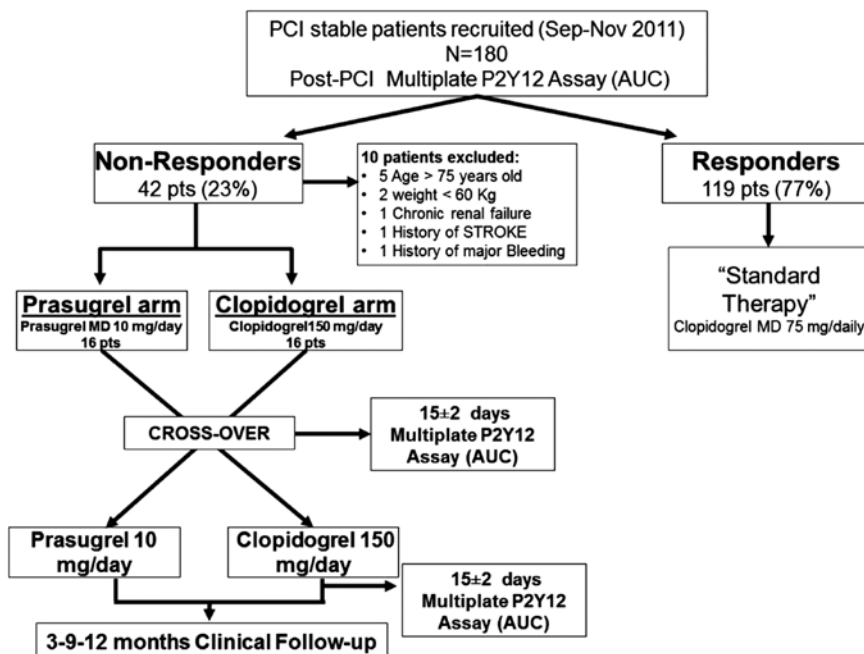 PCI stable patients recruited (Sep-Nov 2011)
N=180
Post-PCI Multiplate P2Y12 Assay (AUC)
Non-Responders
42 pts (23%)
10 patients excluded:
• 5 Age > 75 years old
• 2 weight < 60 Kg
• 1 Chronic renal failure
• 1 History of STROKE
• 1 History of major Bleeding
Responders
119 pts (77%)
"Standard
Therapy"
Clopidogrel MD 75 mg/daily
Prasugrel arm
Prasugrel MD 10 mg/day
16 pts
Clopidogrel arm
Clopidogrel150 mg/day
16 pts
CROSS-OVER
15±2 days
Multiplate P2Y12
Assay (AUC)
Prasugrel 10
mg/day
Clopidogrel 150
mg/day
15±2 days
Multiplate P2Y12
Assay (AUC)
3-9-12 months Clinical Follow-up